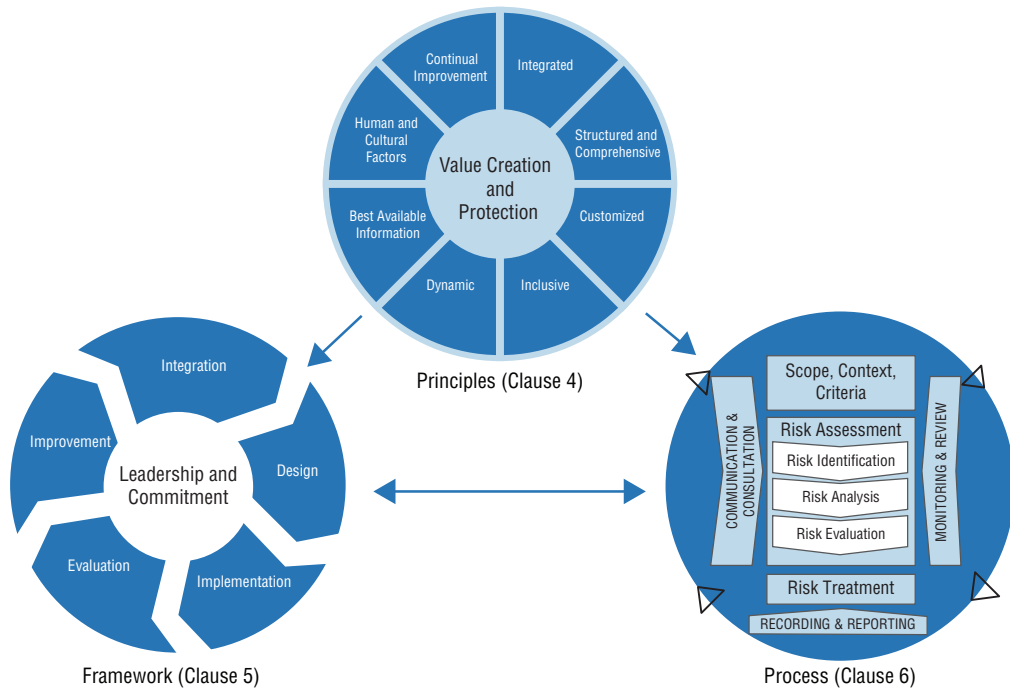 Continual
Improvement
Integrated
Human and
Cultural
Factors
Structured and
Comprehensive
Value Creation
and
Protection
Best Available
Information
Customized
Dynamic
Inclusive
Principles (Clause 4)
Integration
Improvement
Design
Leadership and
Commitment
Evaluation
Implementation
Framework (Clause 5)
Scope, Context,
Criteria
COMMUNICATION &
CONSULTATION
Risk Assessment
Risk Identification
Risk Analysis
Risk Evaluation
MONITORING & REVIEW
Risk Treatment
RECORDING & REPORTING
Process (Clause 6)